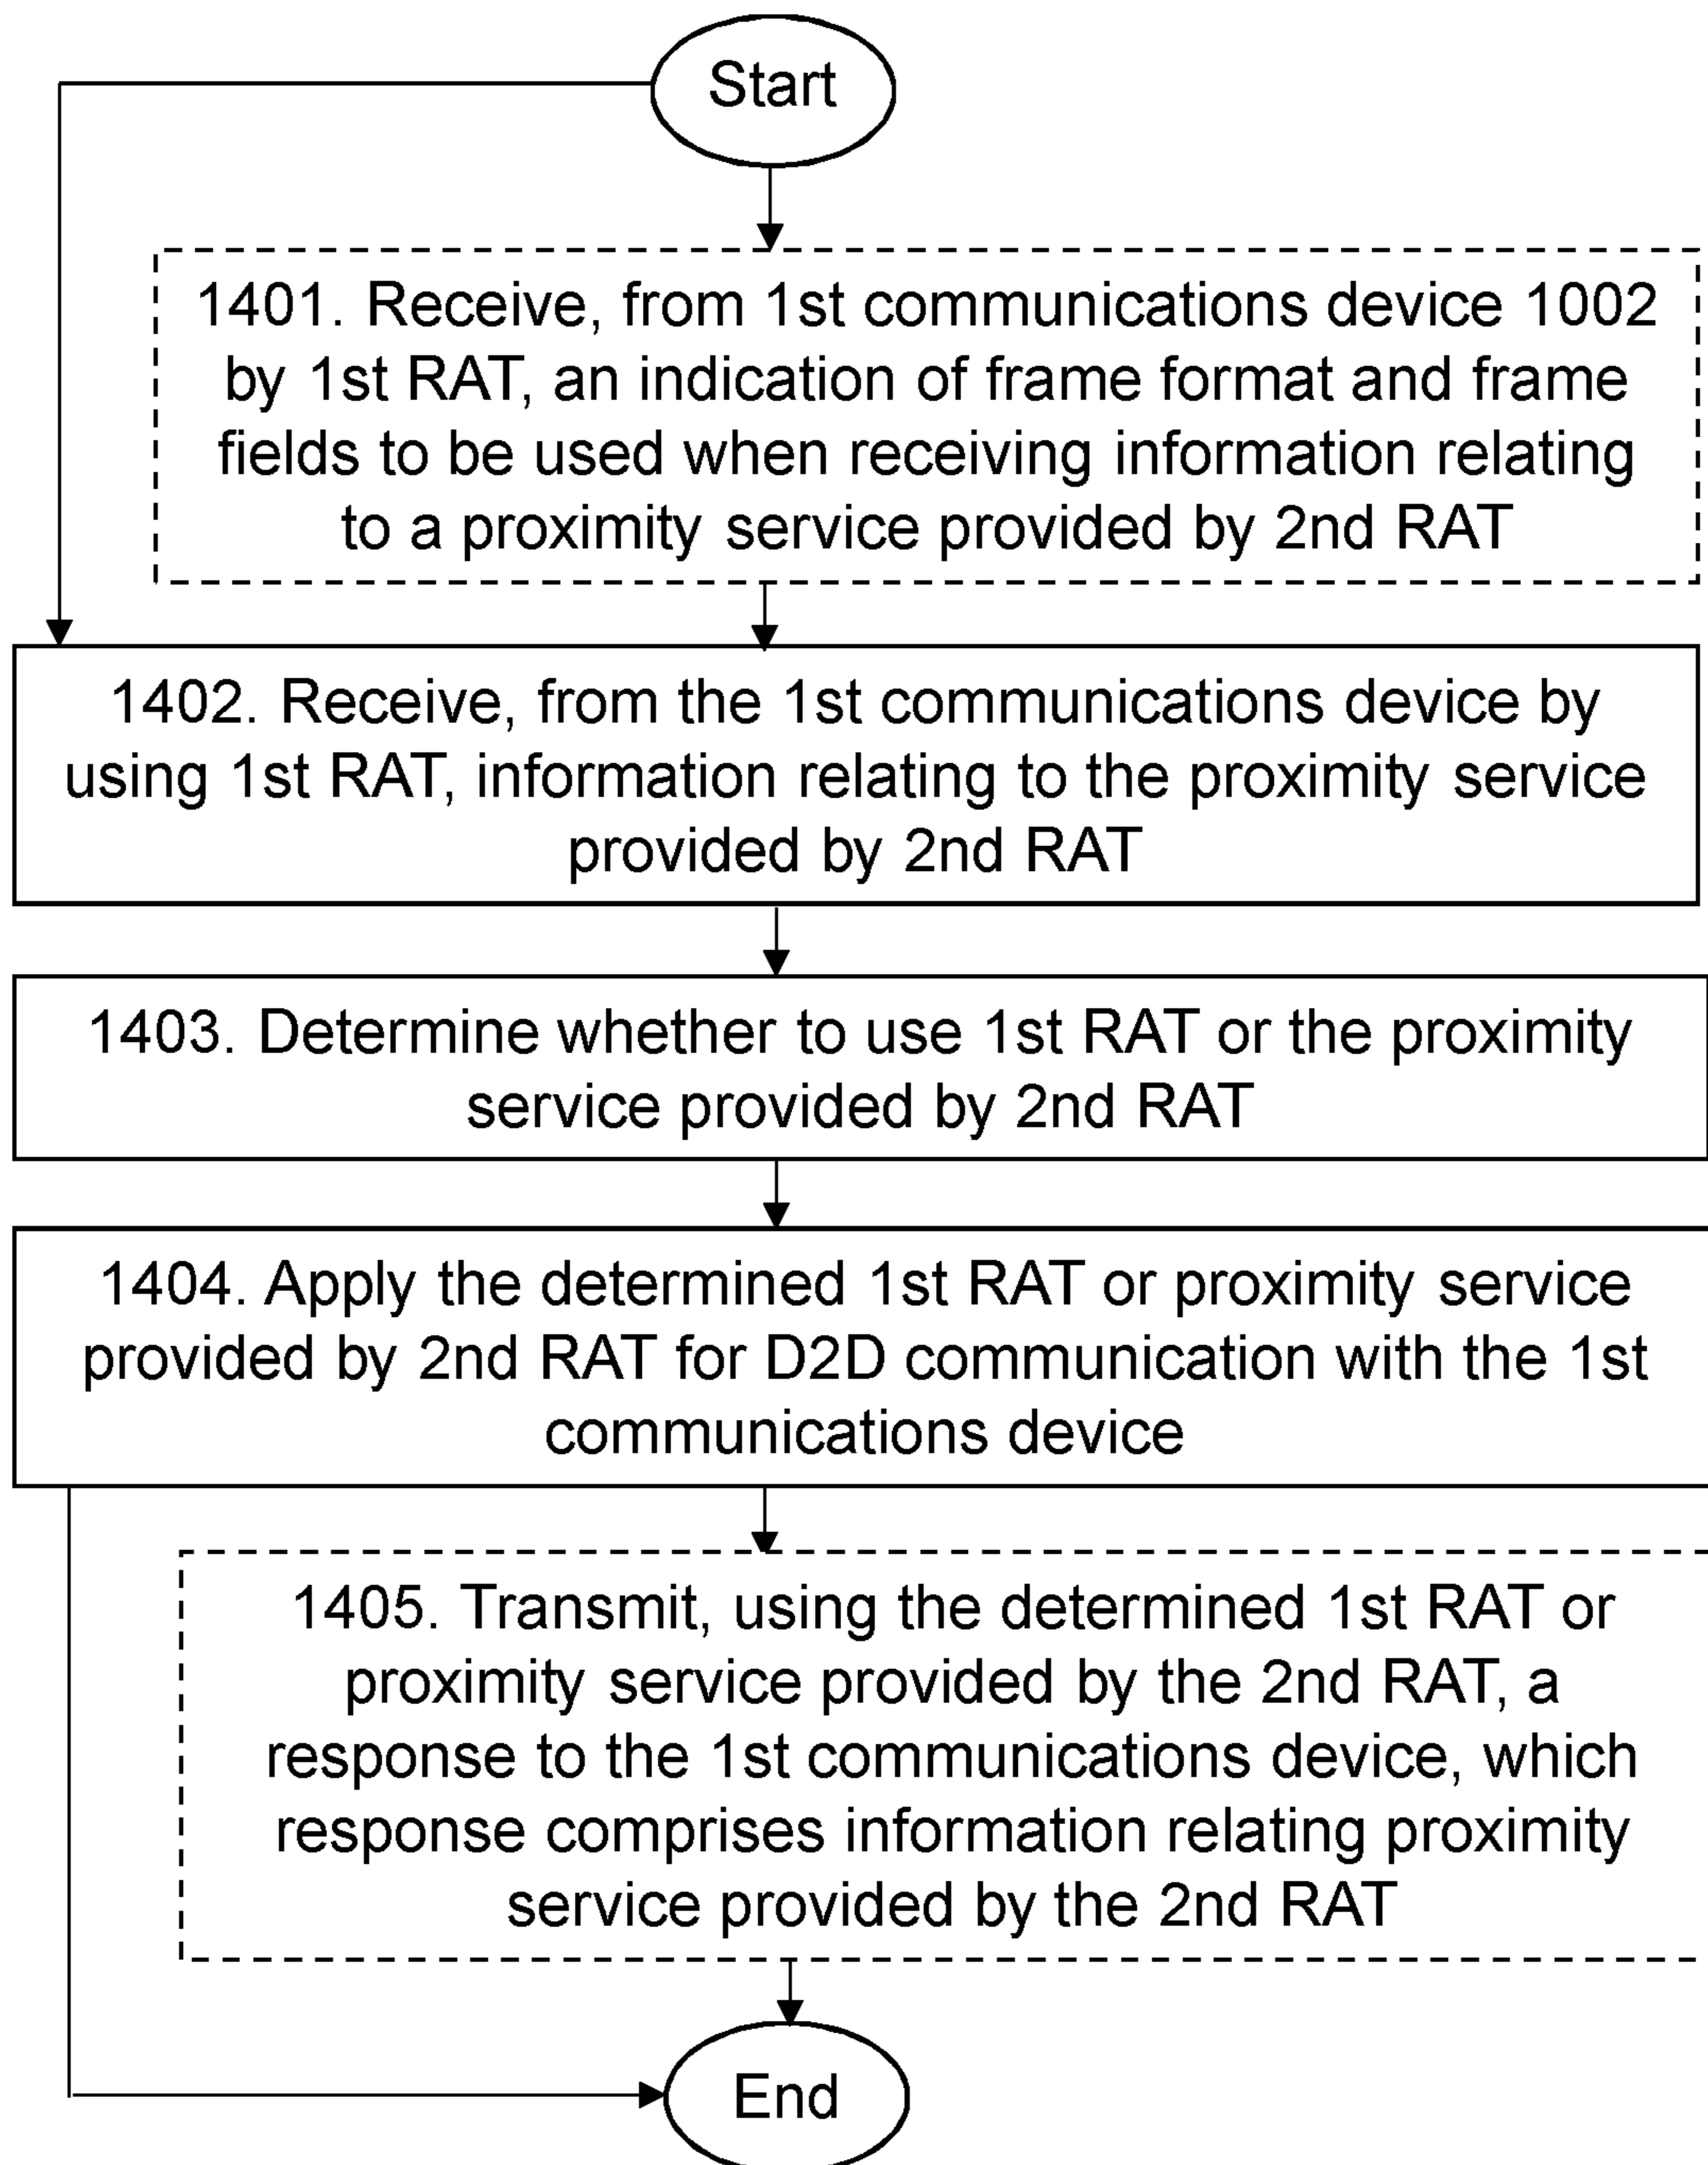 Start
1401. Receive, from 1st communications device 1002
by 1st RAT, an indication of frame format and frame
fields to be used when receiving information relating
to a proximity service provided by 2nd RAT
1402. Receive, from the 1st communications device by
using 1st RAT, information relating to the proximity service
provided by 2nd RAT
1403. Determine whether to use 1st RAT or the proximity
service provided by 2nd RAT
1404. Apply the determined 1st RAT or proximity service
provided by 2nd RAT for D2D communication with the 1st
communications device
1405. Transmit, using the determined 1st RAT or
proximity service provided by the 2nd RAT, a
response to the 1st communications device, which
response comprises information relating proximity
service provided by the 2nd RAT
End